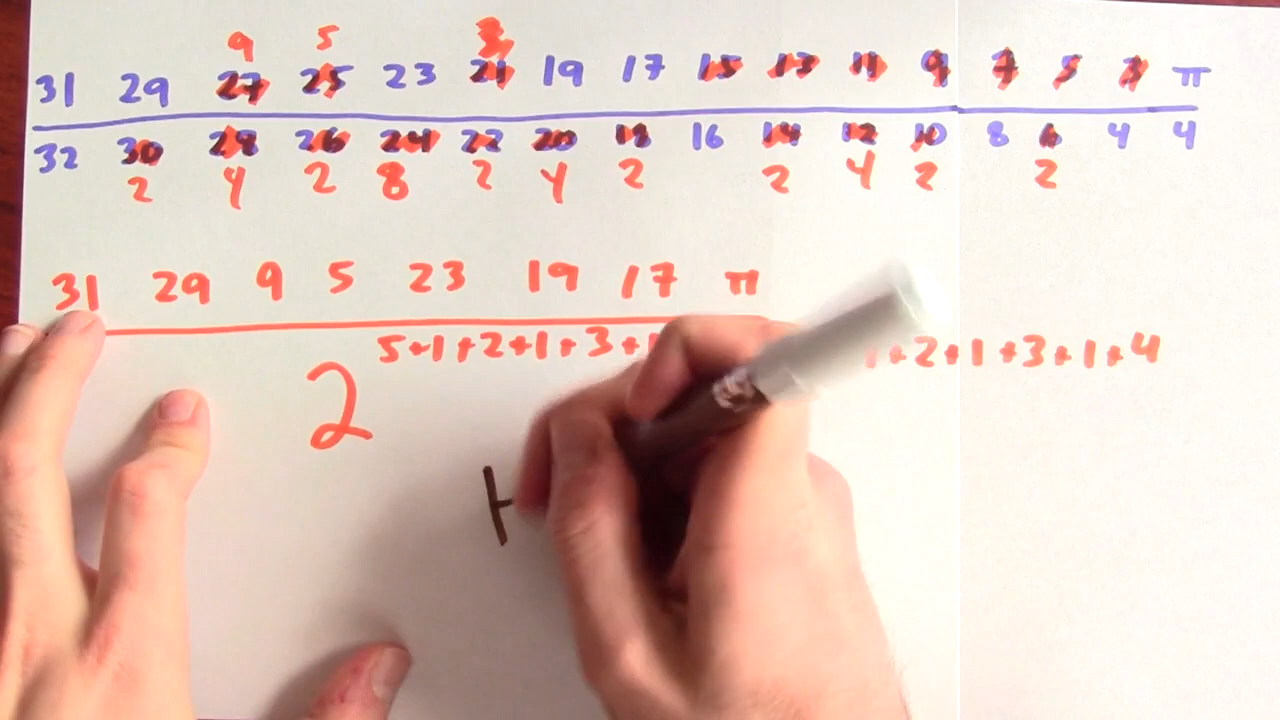 9 5 3
31 29 27 25 23 21 19 17 15 13 11 9 7 5 3 π
32 30 28 26 24 22 20 18 16 14 12 10 8 6 4 4
2 4 2 8 2 4 2 2 4 2 2
31 29 9 5 23 19 17 π
5+1+2+1+3+1 1+2+1+3+1+4
2